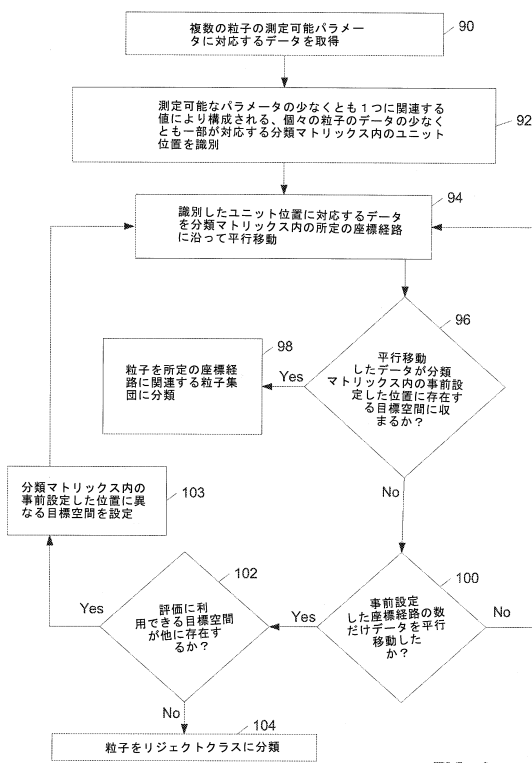 複数の粒子の測定可能パラメー
タに対応するデータを取得
90
測定可能なパラメータの少なくとも1つに関連する
値により構成される、個々の粒子のデータの少なく
とも一部が対応する分類マトリックス内のユニット
位置を識別
92
94
識別したユニット位置に対応するデータ
を分類マトリックス内の所定の座標経路
に沿って平行移動
96
平行移動
したデータが分類
マトリックス内の事前設
定した位置に存在す
る目標空間に収
まるか?
Yes
98
粒子を所定の座標経
路に関連する粒子集
団に分類
No
103
分類マトリックス内の
事前設定した位置に異
なる目標空間を設定
100
事前設定
した座標経路の数
だけデータを平行
移動した
か?
No
Yes
102
評価に利
用できる目標空間
が他に存在す
るか?
Yes
No
104
粒子をリジェクトクラスに分類